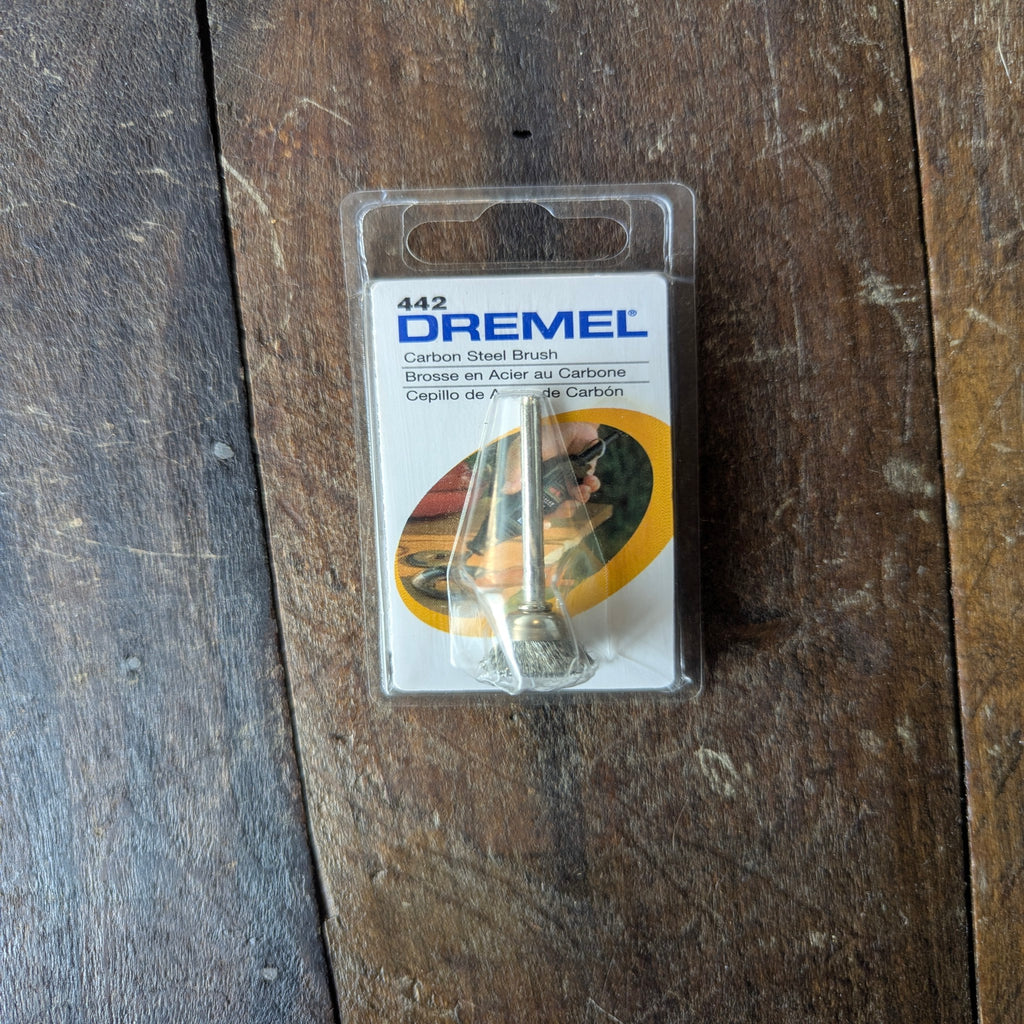 442
DREMEL®
Carbon Steel Brush
Brosse en Acier au Carbone
Cepillo de de Carbón